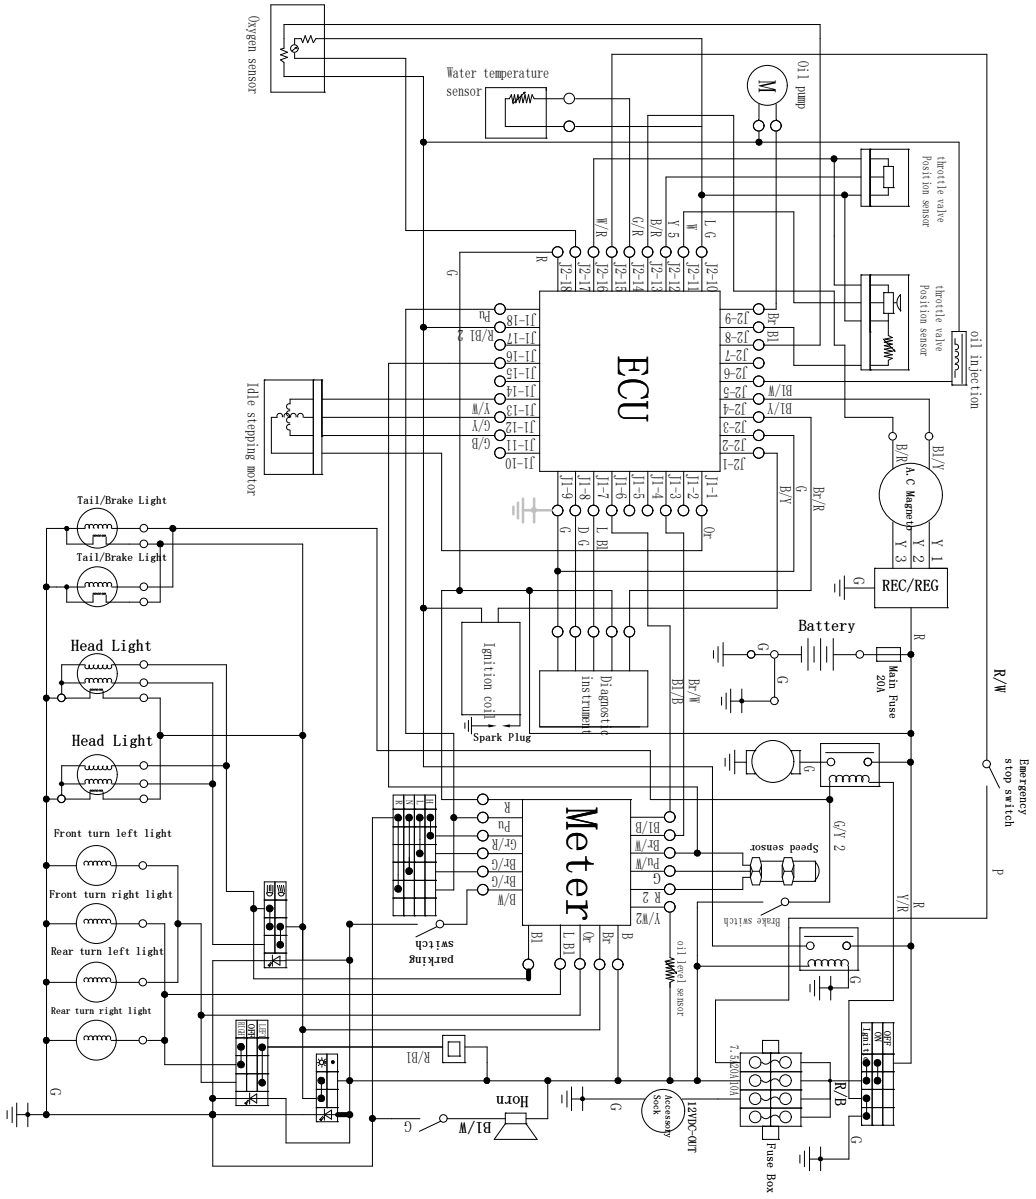 Oxygen sensor
Water temperature
sensor
M
Oil pump
throttle valve
Position sensor
throttle valve
Position sensor
oil injection
W/R
G/R
B/R
Y 5
W
L G
R
G
J2-18
J2-17
J2-16
J2-15
J2-14
J2-13
J2-12
J2-11
J2-10
Pu
R/Bl 2
Y/W
G/Y
G/B
J1-18
J1-17
J1-16
J1-15
J1-14
J1-13
J1-12
J1-11
J1-10
ECU
J2-9
J2-8
J2-7
J2-6
J2-5
J2-4
J2-3
J2-2
J2-1
Br
Bl
Bl/W
Bl/Y
J1-9
J1-8
J1-7
J1-6
J1-5
J1-4
J1-3
J1-2
J1-1
G
D G
L Bl
Or
B/Y
G
Br/R
B/R
Bl/Y
A.C Magneto
Y 3
Y 2
Y 1
REC/REG
G
R
Idle stepping motor
Tail/Brake Light
Tail/Brake Light
Head Light
Head Light
Front turn left light
Front turn right light
Rear turn left light
Rear turn right light
G
Ignition coil
Spark Plug
Diagnostic
instrument
Br/W
Bl/B
Battery
G
G
Main Fuse
20A
R
R/W
Emergency
stop switch
P
G
G/Y 2
Y/R
R
R
N
L
H
R
Pu
Gr/R
Br/G
Br/G
B/W
Meter
Bl/B
Br/W
Pu/W
G
R 2
Y/W2
Bl
L Bl
Or
Br
B
Speed sensor
Brake switch
oil level sensor
parking
switch
G
RIGHT
OFF
LEFT
R/Bl
Horn
Bl/W
G
G
Accessory
Sock
12VDC-OUT
7.5A
20A
10A
R/B
Fuse Box
OFF
ON
G